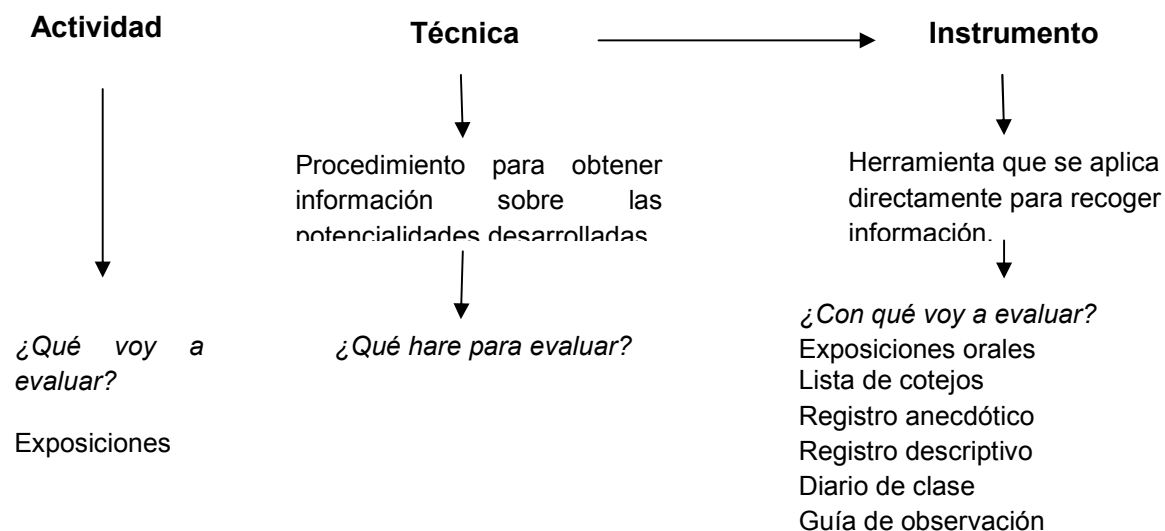 Actividad
Técnica
Instrumento
Procedimiento para obtener
información sobre las
potencialidades desarrolladas
Herramienta que se aplica
directamente para recoger
información.
¿Qué voy a
evaluar?
Exposiciones
¿Qué hare para evaluar?
¿Con qué voy a evaluar?
Exposiciones orales
Lista de cotejos
Registro anecdótico
Registro descriptivo
Diario de clase
Guía de observación